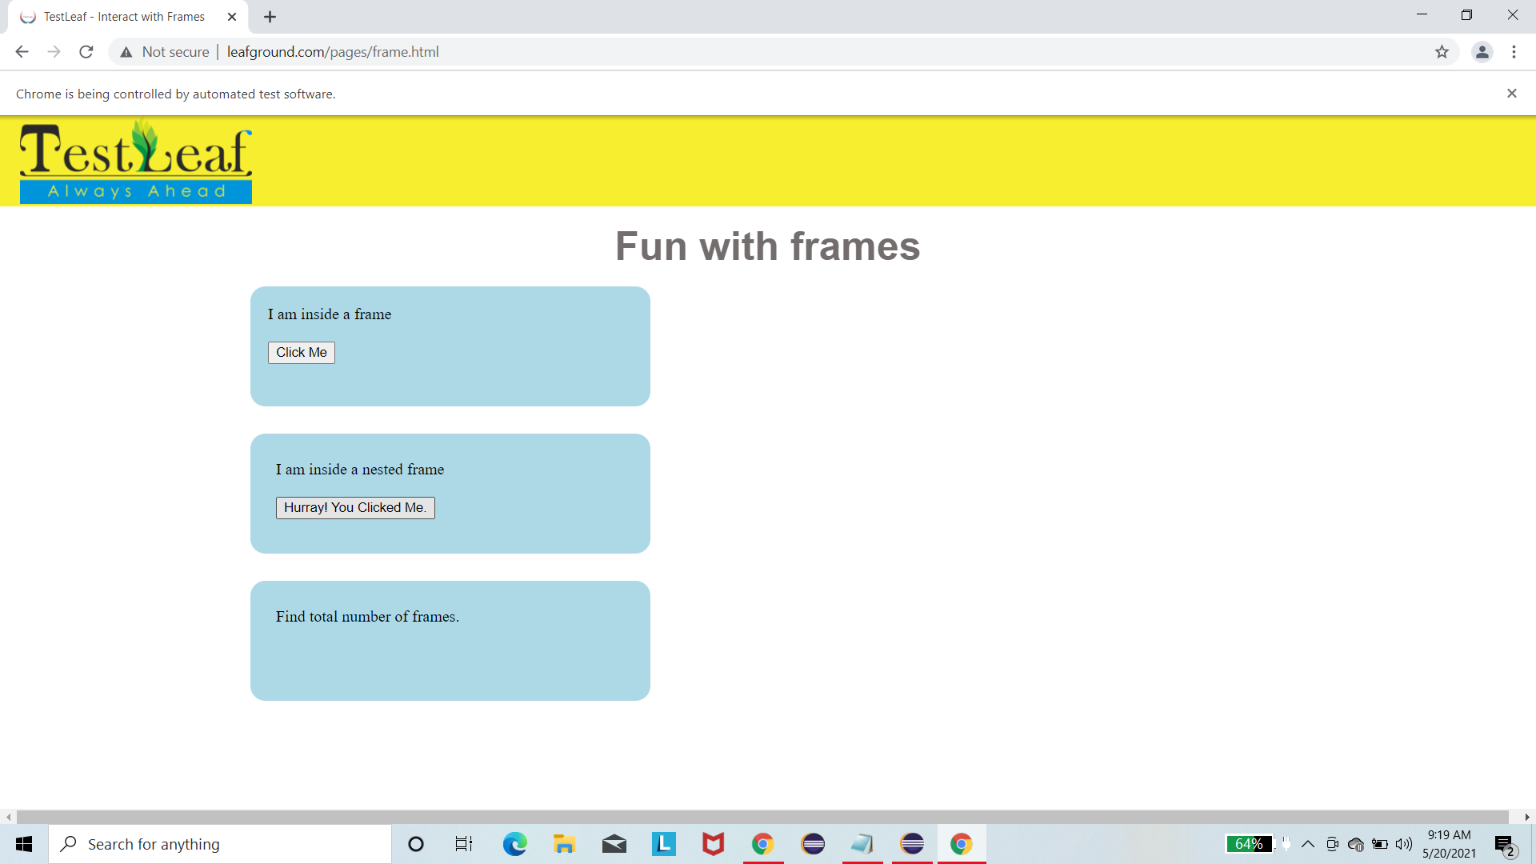 TestLeaf - Interact with Frames
Not secure | leafground.com/pages/frame.html
Chrome is being controlled by automated test software.
TestLeaf
Always Ahead
Fun with frames
I am inside a frame
Click Me
I am inside a nested frame
Hurray! You Clicked Me.
Find total number of frames.
Search for anything
L
64%
9:19 AM
5/20/2021
2